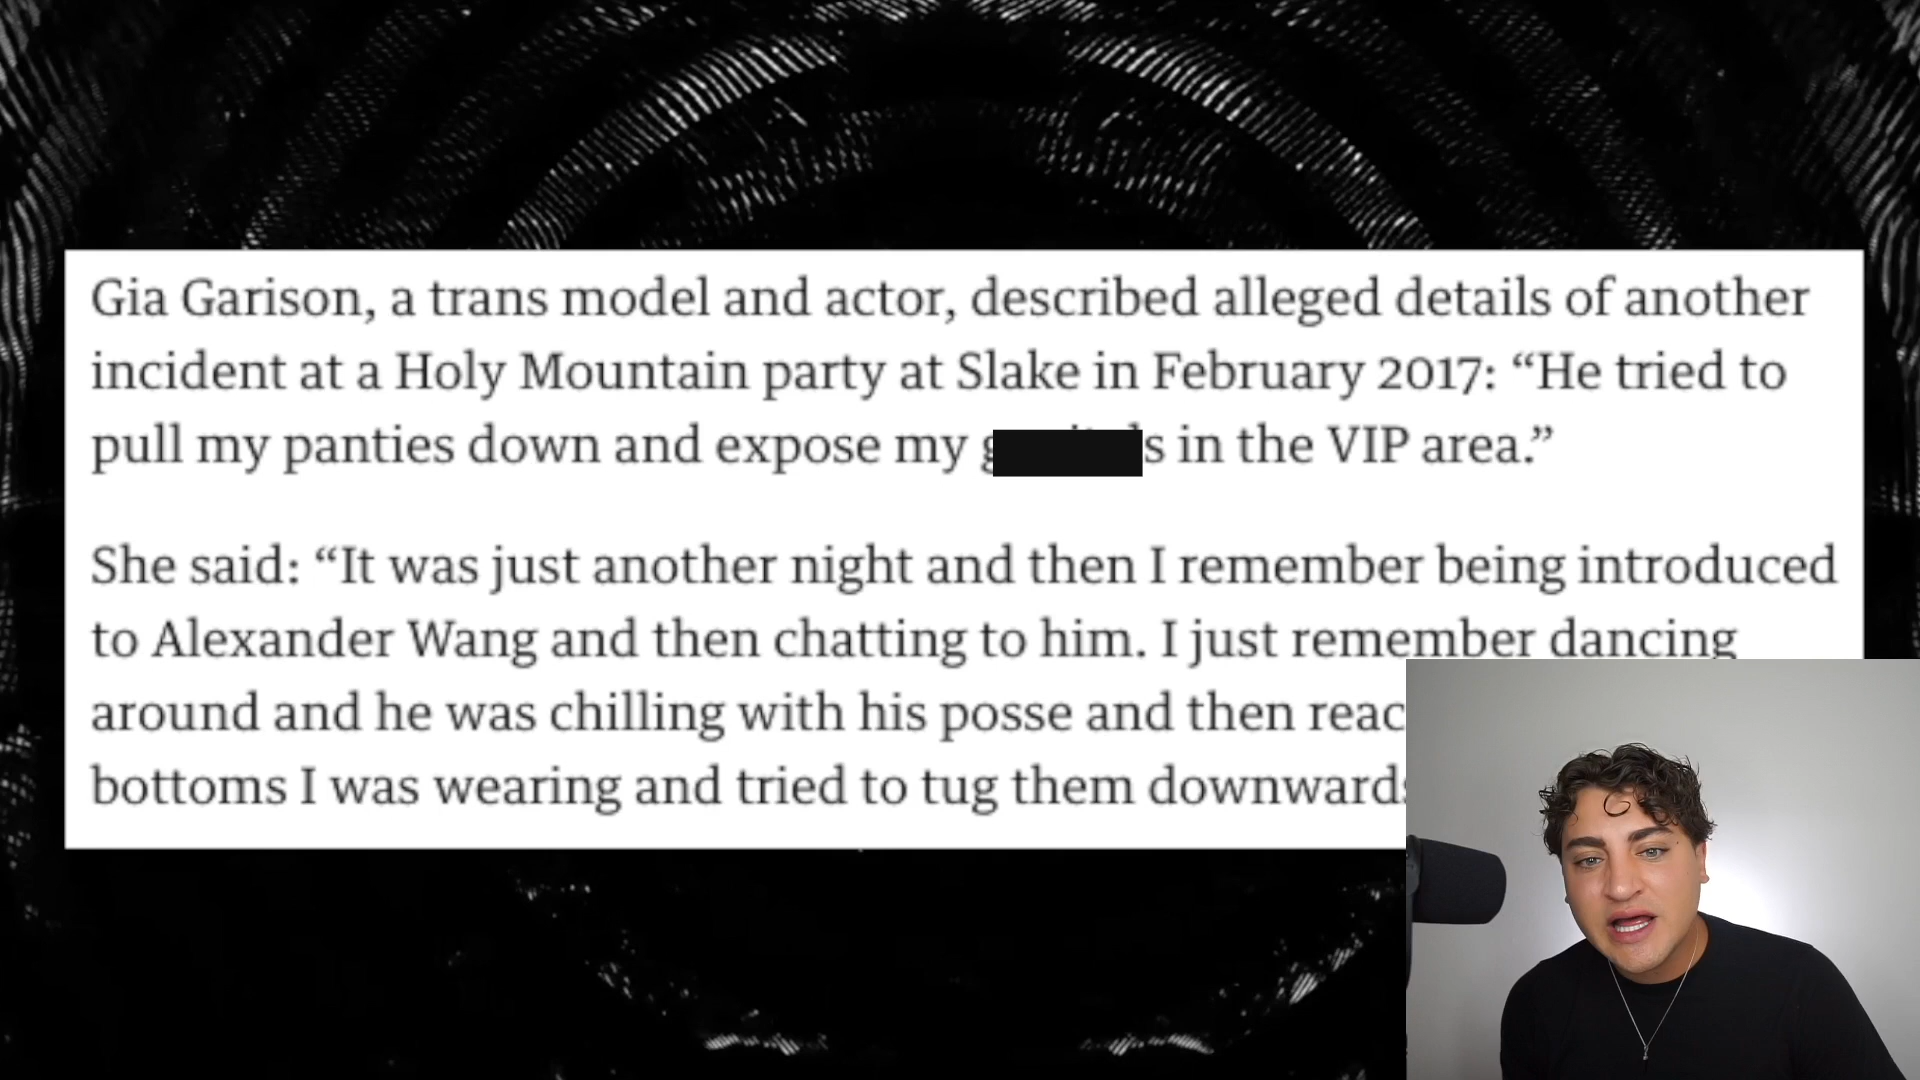 Gia Garison, a trans model and actor, described alleged details of another
incident at a Holy Mountain party at Slake in February 2017: “He tried to
pull my panties down and expose my in the VIP area.”
She said: “It was just another night and then I remember being introduced
to Alexander Wang and then chatting to him. I just remember dancing
around and he was chilling with his posse and then
bottoms I was wearing and tried to tug them downwards